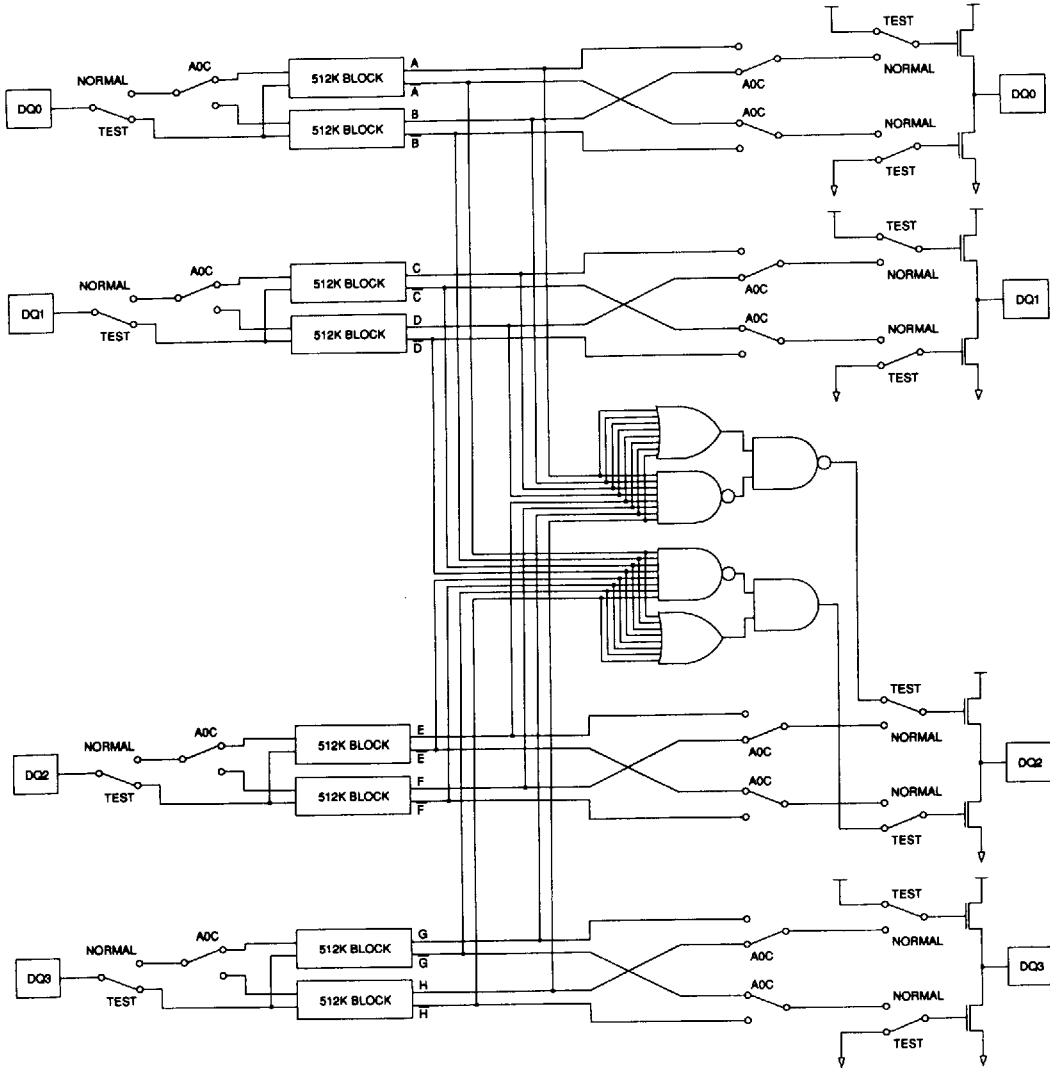 TEST
A0C
A
NORMAL
512K BLOCK
A̅
NORMAL
A0C
DQ0
B
A0C
DQ0
TEST
512K BLOCK
B̅
NORMAL
TEST
TEST
A0C
C
NORMAL
512K BLOCK
C̅
NORMAL
A0C
DQ1
D
A0C
DQ1
TEST
512K BLOCK
D̅
NORMAL
TEST
TEST
A0C
E
NORMAL
512K BLOCK
E̅
NORMAL
A0C
DQ2
F
A0C
DQ2
TEST
512K BLOCK
F̅
NORMAL
TEST
TEST
A0C
G
NORMAL
512K BLOCK
G̅
NORMAL
A0C
DQ3
H
A0C
DQ3
TEST
512K BLOCK
H̅
NORMAL
TEST